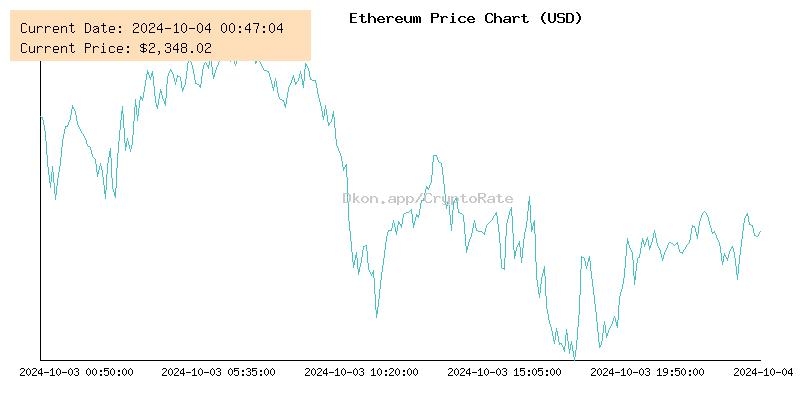 Ethereum Price Chart (USD)
Current Date: 2024-10-04 00:47:04
Current Price: $2,348.02
Dkon.app/CryptoRate
2024-10-03 00:50:00 2024-10-03 05:35:00 2024-10-03 10:20:00 2024-10-03 15:05:00 2024-10-03 19:50:00 2024-10-04